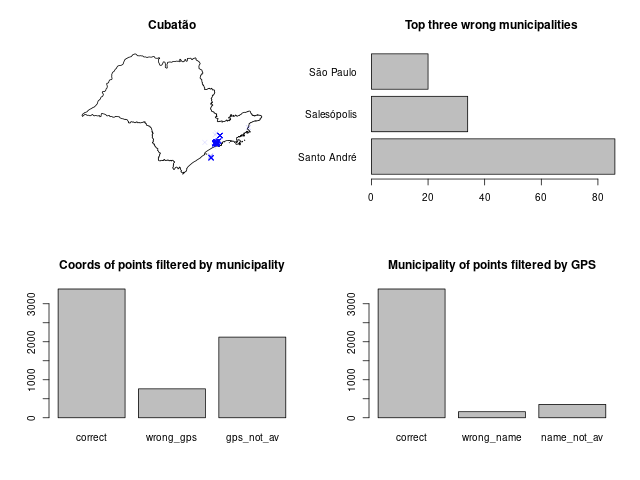 Cubatão
Top three wrong municipalities
São Paulo
Salesópolis
Santo André
0 20 40 60 80
Coords of points filtered by municipality
0 1000 2000 3000
correct wrong_gps gps_not_av
Municipality of points filtered by GPS
0 1000 2000 3000
correct wrong_name name_not_av